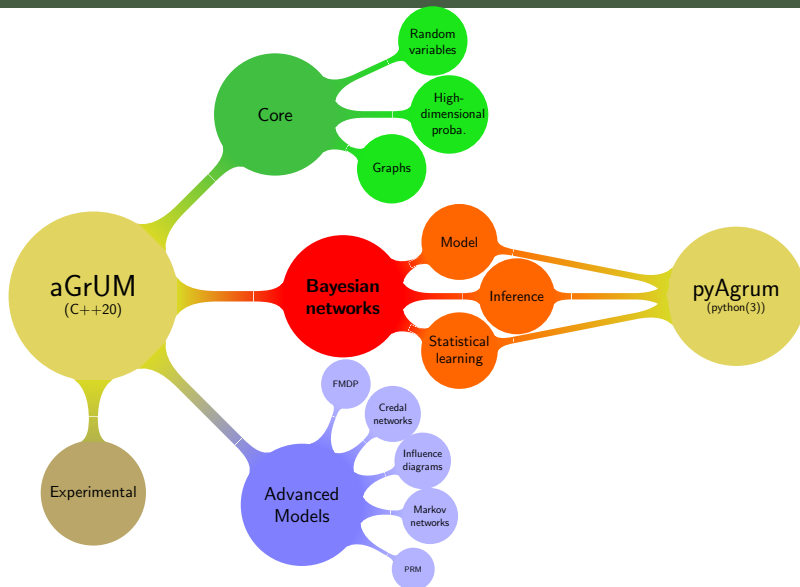 Random
variables
High-
dimensional
proba.
Core
Graphs
aGrUM
(C++20)
Bayesian
networks
Model
Inference
Statistical
learning
pyAgrum
(python(3))
Experimental
Advanced
Models
FMDP
Credal
networks
Influence
diagrams
Markov
networks
PRM